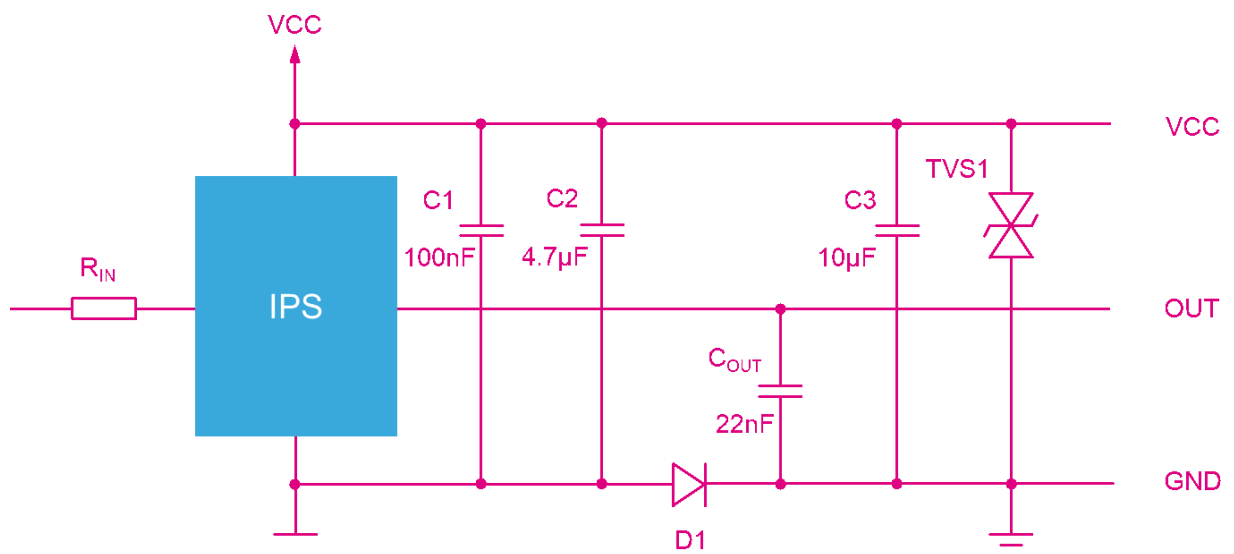 VCC
VCC
TVS1
C1
C2
C3
100nF
4.7µF
10µF
RIN
IPS
OUT
COUT
22nF
GND
D1